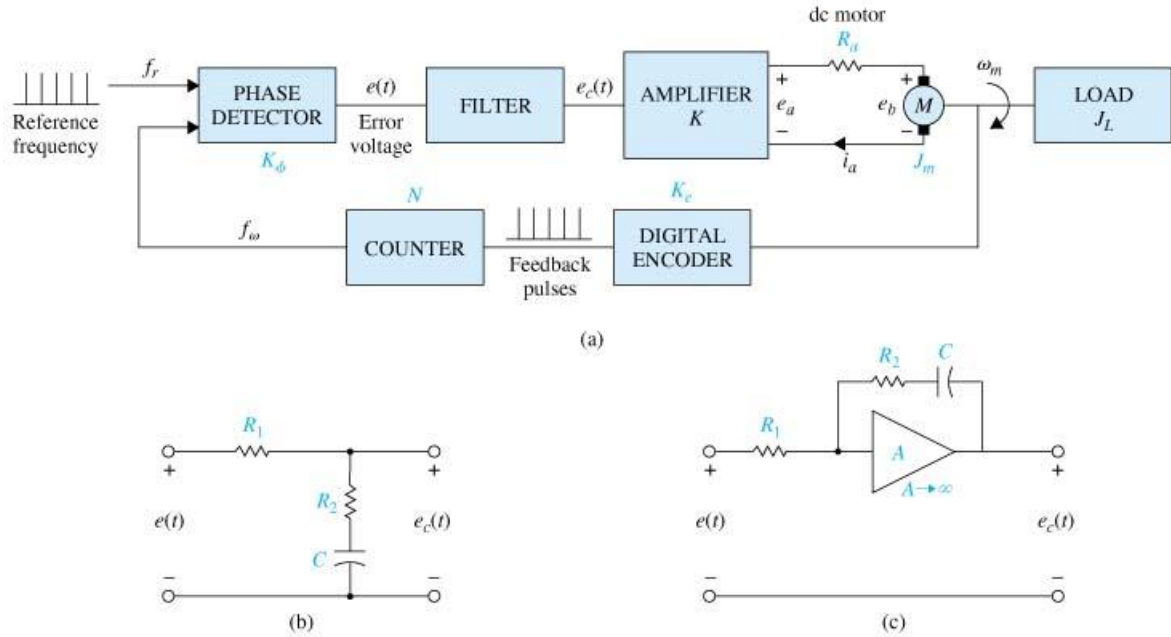 dc motor
R_a
Reference
frequency
f_r
PHASE
DETECTOR
K_ϕ
e(t)
Error
voltage
FILTER
e_c(t)
AMPLIFIER
K
+
e_a
−
+
e_b
−
M
i_a
J_m
ω_m
LOAD
J_L
f_ω
N
COUNTER
Feedback
pulses
K_e
DIGITAL
ENCODER
(a)
R_1
+
e(t)
−
R_2
C
+
e_c(t)
−
(b)
R_1
+
e(t)
−
R_2
C
A
A→∞
+
e_c(t)
−
(c)